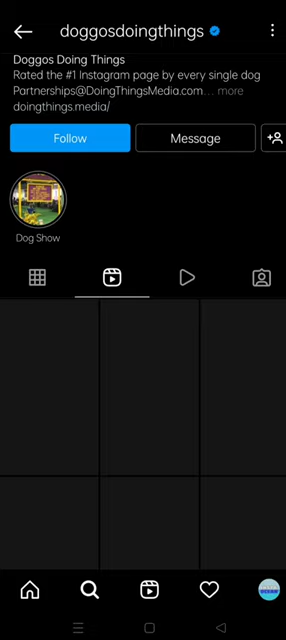 doggosdoingthings
Doggos Doing Things
Rated the #1 Instagram page by every single dog
Partnerships@DoingThingsMedia.com... more
doingthings.media/
Follow
Message
Dog Show